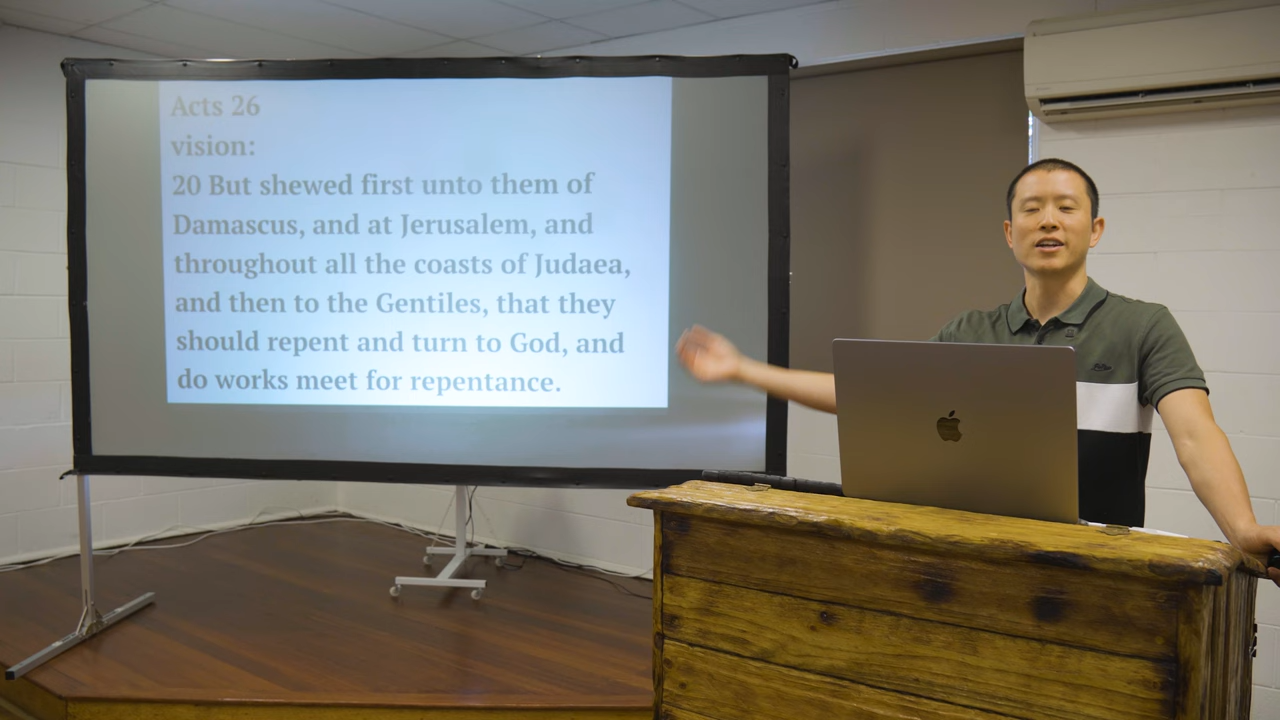 Acts 26
vision:
20 But shewed first unto them of
Damascus, and at Jerusalem, and
throughout all the coasts of Judaea,
and then to the Gentiles, that they
should repent and turn to God, and
do works meet for repentance.